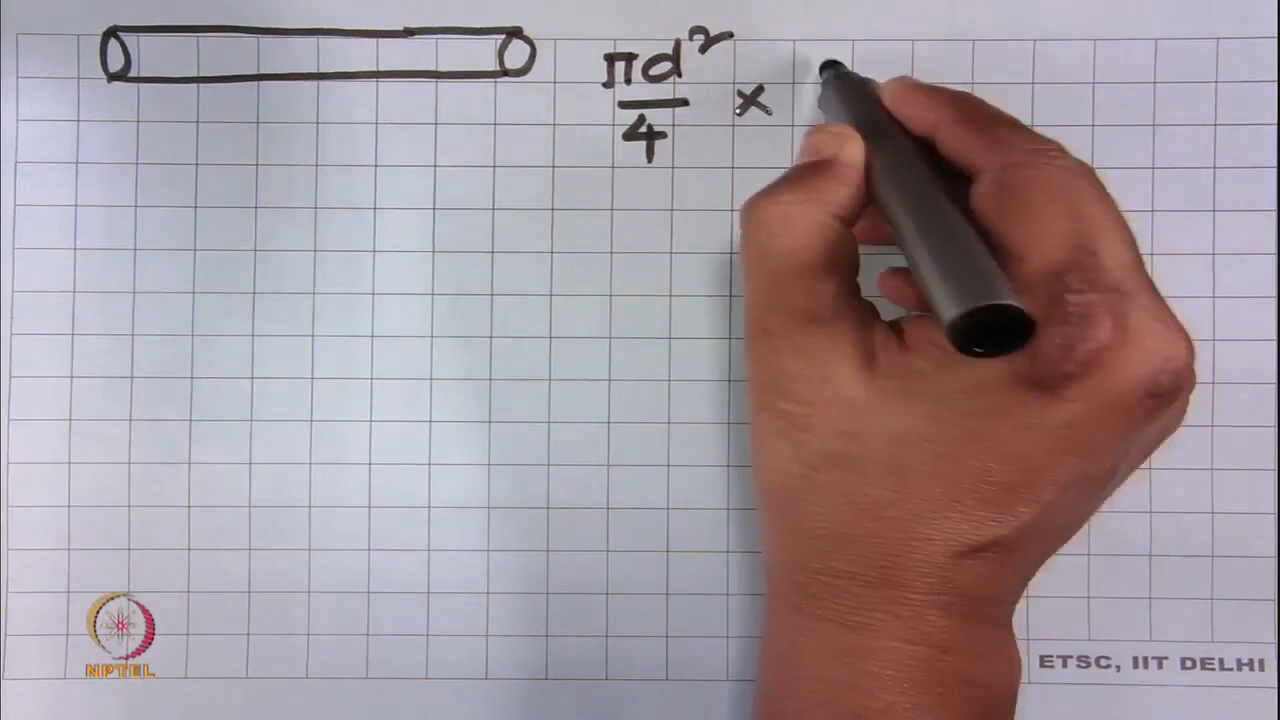 πd²
4 ×
NPTEL
ETSC, IIT DELHI